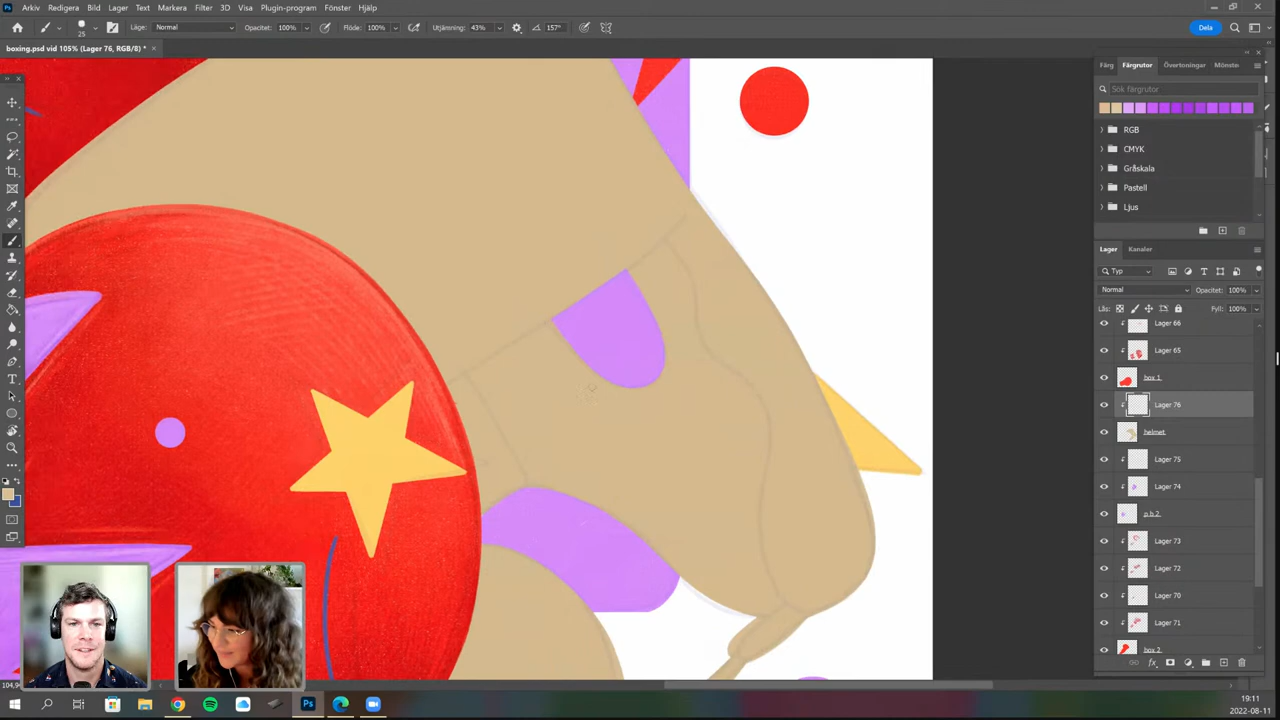 Arkiv Redigera Bild Lager Text Markera Filter 3D Visa Plugin-program Fönster Hjälp
25 Läge: Normal Opacitet: 100% Flöde: 100% Utjämning: 43% 157° Dela
boxing.psd vid 105% (Lager 76, RGB/8) * ×
Färg Färgrutor Övertoningar Mönste
Sök färgrutor
RGB
CMYK
Gråskala
Pastell
Ljus
Lager Kanaler
Typ
Normal Opacitet: 100%
Lås: Fyll: 100%
Lager 66
Lager 65
box 1
Lager 76
helmet
Lager 75
Lager 74
p b 2
Lager 73
Lager 72
Lager 70
Lager 71
box 2
19:11
2022-08-11